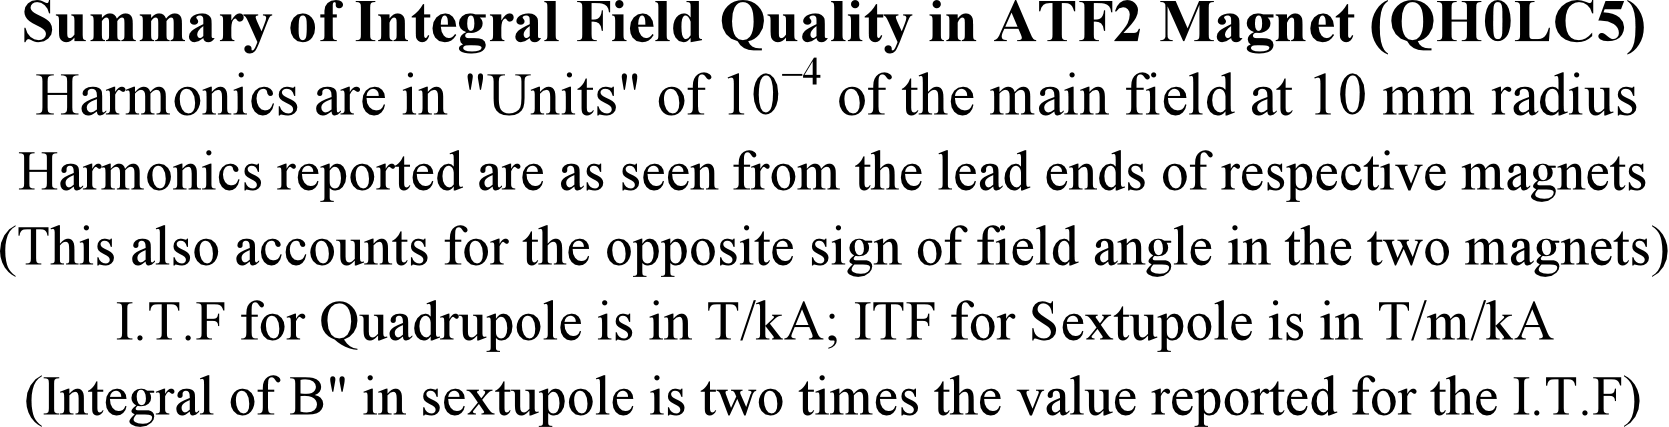 Summary of Integral Field Quality in ATF2 Magnet (QH0LC5)
Harmonics are in "Units" of 10⁻⁴ of the main field at 10 mm radius
Harmonics reported are as seen from the lead ends of respective magnets
(This also accounts for the opposite sign of field angle in the two magnets)
I.T.F for Quadrupole is in T/kA; ITF for Sextupole is in T/m/kA
(Integral of B" in sextupole is two times the value reported for the I.T.F)